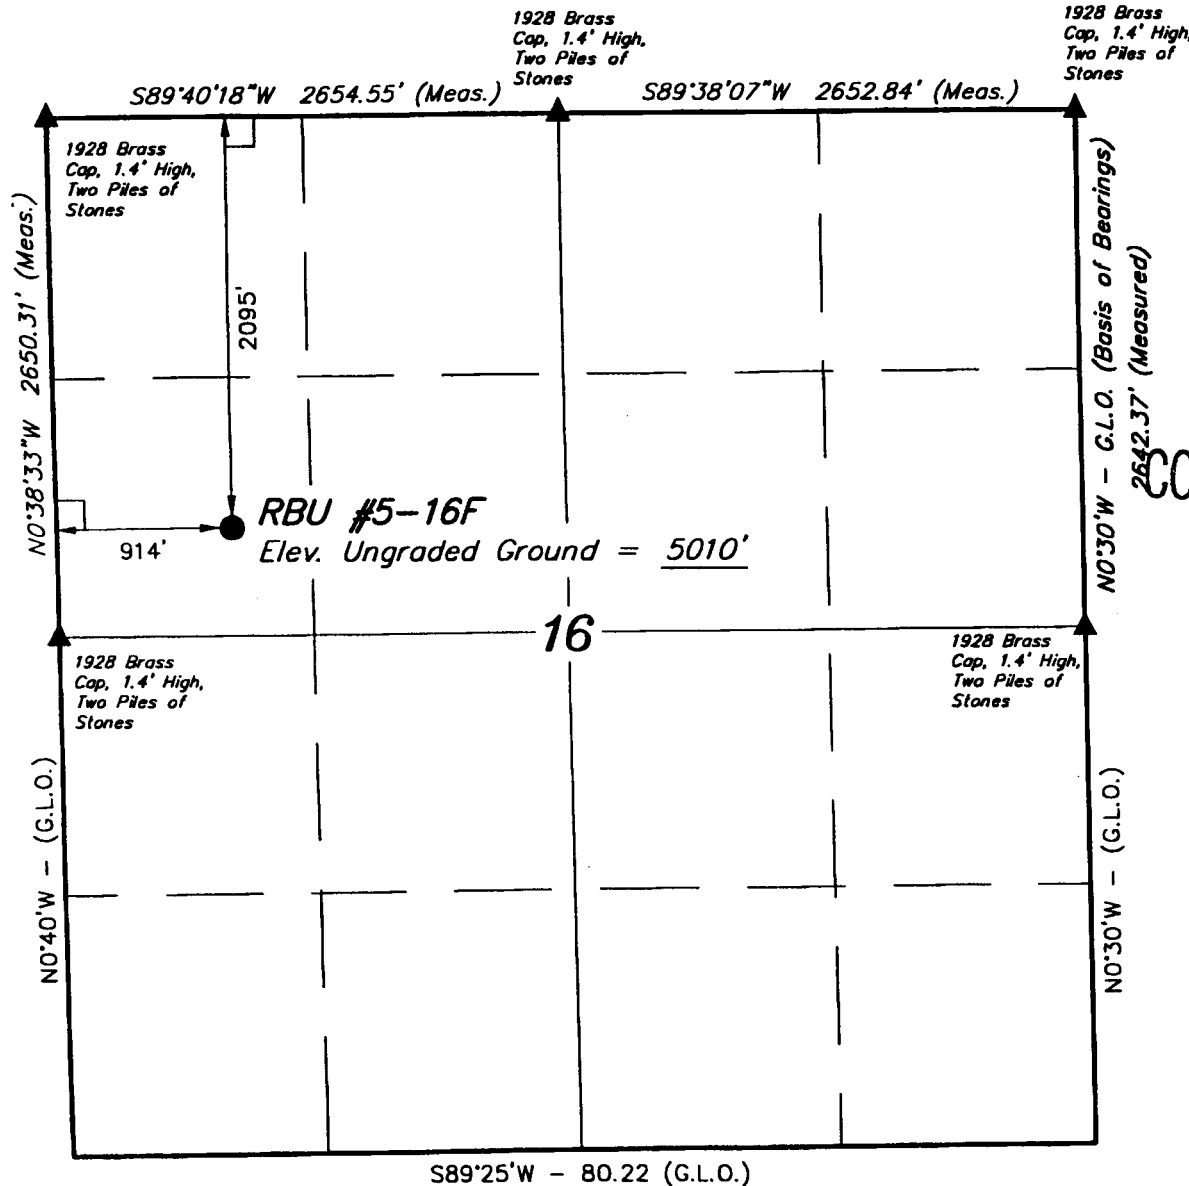 1928 Brass
Cap, 1.4' High,
Two Piles of
Stones
1928 Brass
Cap, 1.4' High,
Two Piles of
Stones
S89°40'18"W 2654.55' (Meas.)
S89°38'07"W 2652.84' (Meas.)
1928 Brass
Cap, 1.4' High,
Two Piles of
Stones
N0°38'33"W 2650.31' (Meas.)
2095'
914'
RBU #5-16F
Elev. Ungraded Ground = 5010'
N0°30'W - G.L.O. (Basis of Bearings)
2642.37' (Measured)
CO
16
1928 Brass
Cap, 1.4' High,
Two Piles of
Stones
1928 Brass
Cap, 1.4' High,
Two Piles of
Stones
N0°40'W - (G.L.O.)
N0°30'W - (G.L.O.)
S89°25'W - 80.22 (G.L.O.)